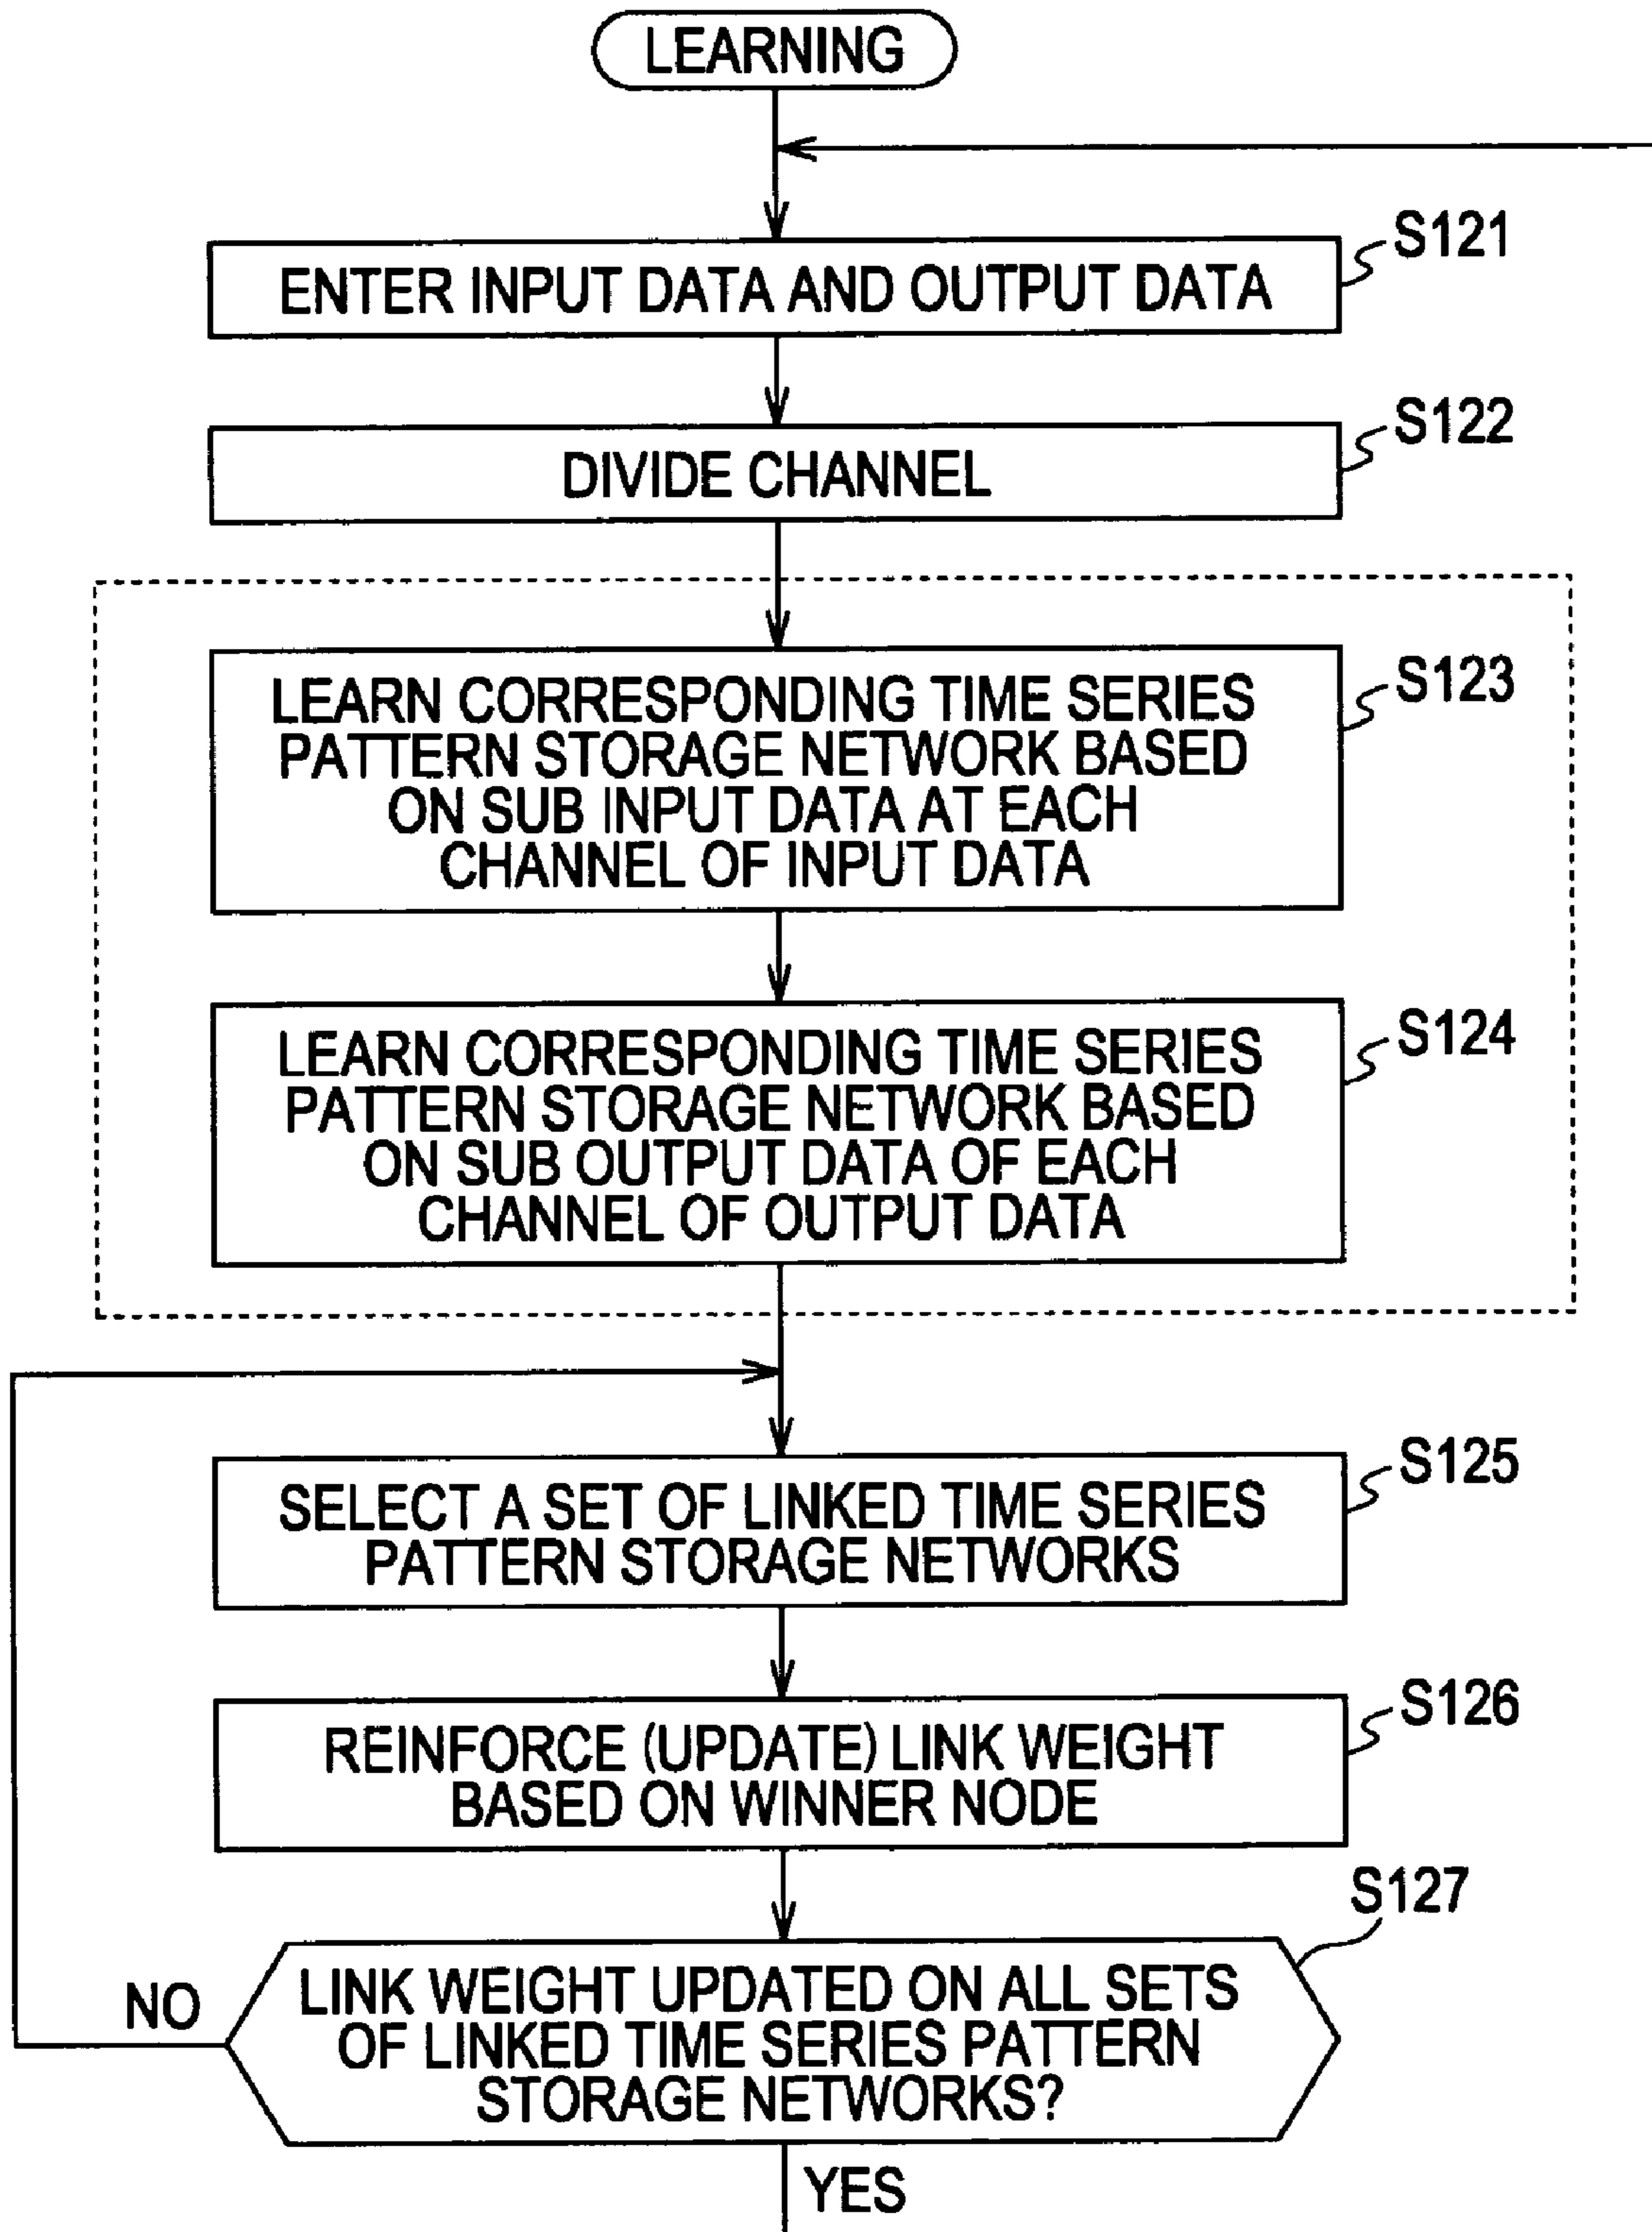 LEARNING
S121
ENTER INPUT DATA AND OUTPUT DATA
S122
DIVIDE CHANNEL
S123
LEARN CORRESPONDING TIME SERIES
PATTERN STORAGE NETWORK BASED
ON SUB INPUT DATA AT EACH
CHANNEL OF INPUT DATA
S124
LEARN CORRESPONDING TIME SERIES
PATTERN STORAGE NETWORK BASED
ON SUB OUTPUT DATA OF EACH
CHANNEL OF OUTPUT DATA
S125
SELECT A SET OF LINKED TIME SERIES
PATTERN STORAGE NETWORKS
S126
REINFORCE (UPDATE) LINK WEIGHT
BASED ON WINNER NODE
S127
NO
LINK WEIGHT UPDATED ON ALL SETS
OF LINKED TIME SERIES PATTERN
STORAGE NETWORKS?
YES